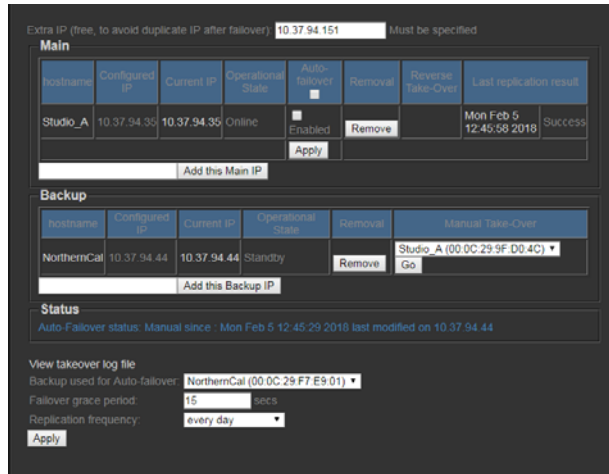 Extra IP (free, to avoid duplicate IP after failover): 10.37.94.151 Must be specified
Main
hostname Configured IP Current IP Operational State Auto-failover Removal Reverse Take-Over Last replication result
Studio_A 10.37.94.35 10.37.94.35 Online Enabled Remove Mon Feb 5 12:45:58 2018 Success
Apply
Add this Main IP
Backup
hostname Configured IP Current IP Operational State Removal Manual Take-Over
NorthernCal 10.37.94.44 10.37.94.44 Standby Remove Studio_A (00:0C:29:9F:D0:4C)
Go
Add this Backup IP
Status
Auto-Failover status: Manual since : Mon Feb 5 12:45:29 2018 last modified on 10.37.94.44
View takeover log file
Backup used for Auto-failover: NorthernCal (00:0C:29:F7:E9:01)
Failover grace period: 15 secs
Replication frequency: every day
Apply